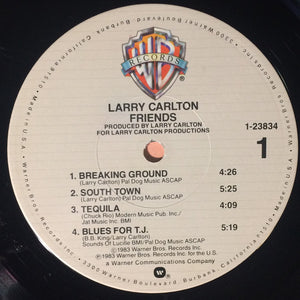 WB
RECORDS
LARRY CARLTON
FRIENDS
PRODUCED BY LARRY CARLTON
FOR LARRY CARLTON PRODUCTIONS
1-23834
1
1. BREAKING GROUND 4:26
(Larry Carlton) Pal Dog Music ASCAP
2. SOUTH TOWN 5:25
(Larry Carlton) Pal Dog Music ASCAP
3. TEQUILA 4:09
(Chuck Rio) Modern Music Pub. Inc./
Jat Music Inc. BMI
4. BLUES FOR T.J. 5:19
(B.B. King/Larry Carlton)
Sounds Of Lucille BMI/Pal Dog Music ASCAP
℗1983 Warner Bros. Records Inc.
©1983 Warner Bros. Records Inc.
a Warner Communications Company